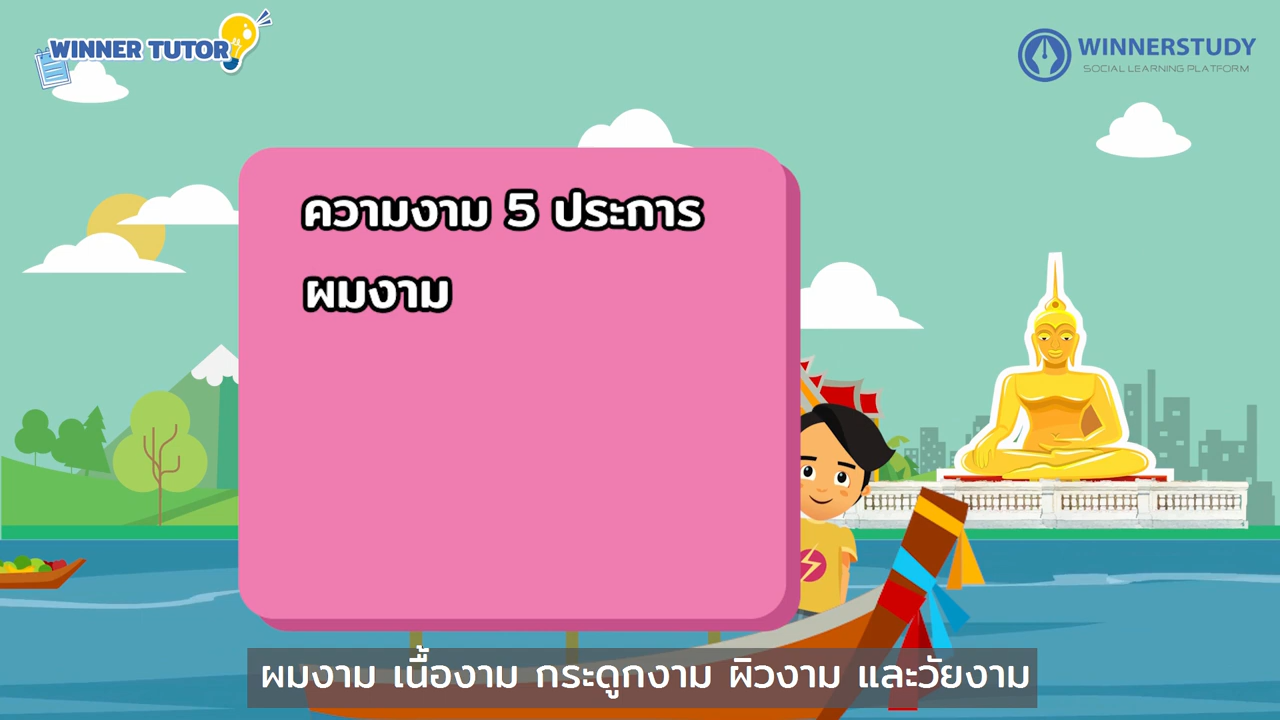 WINNER TUTOR
WINNERSTUDY
SOCIAL LEARNING PLATFORM
ความงาม 5 ประการ
ผมงาม
ผมงาม เนื้องาม กระดูกงาม ผิวงาม และวัยงาม